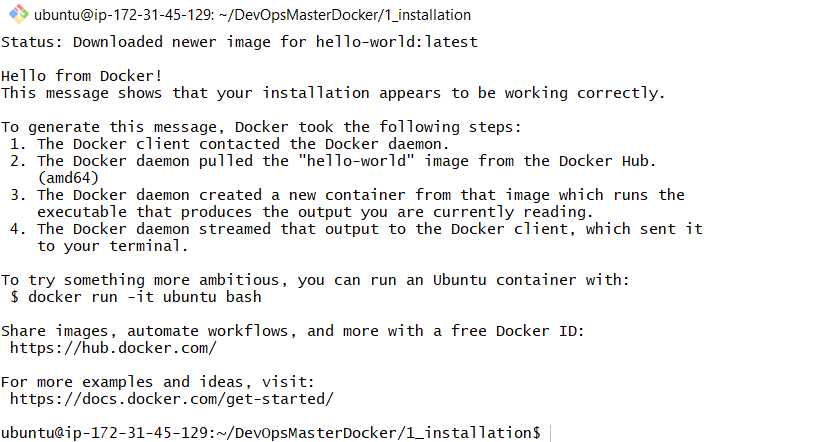 ubuntu@ip-172-31-45-129: ~/DevOpsMasterDocker/1_installation
Status: Downloaded newer image for hello-world:latest

Hello from Docker!
This message shows that your installation appears to be working correctly.

To generate this message, Docker took the following steps:
 1. The Docker client contacted the Docker daemon.
 2. The Docker daemon pulled the "hello-world" image from the Docker Hub.
    (amd64)
 3. The Docker daemon created a new container from that image which runs the
    executable that produces the output you are currently reading.
 4. The Docker daemon streamed that output to the Docker client, which sent it
    to your terminal.

To try something more ambitious, you can run an Ubuntu container with:
 $ docker run -it ubuntu bash

Share images, automate workflows, and more with a free Docker ID:
 https://hub.docker.com/

For more examples and ideas, visit:
 https://docs.docker.com/get-started/

ubuntu@ip-172-31-45-129:~/DevOpsMasterDocker/1_installation$